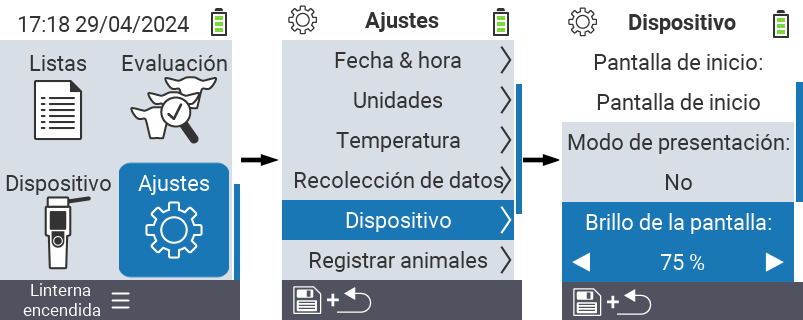 17:18 29/04/2024
Listas
Evaluación
Dispositivo
Ajustes
Linterna
encendida
Ajustes
Fecha & hora
Unidades
Temperatura
Recolección de datos
Dispositivo
Registrar animales
+
Dispositivo
Pantalla de inicio:
Pantalla de inicio
Modo de presentación:
No
Brillo de la pantalla:
75 %
+